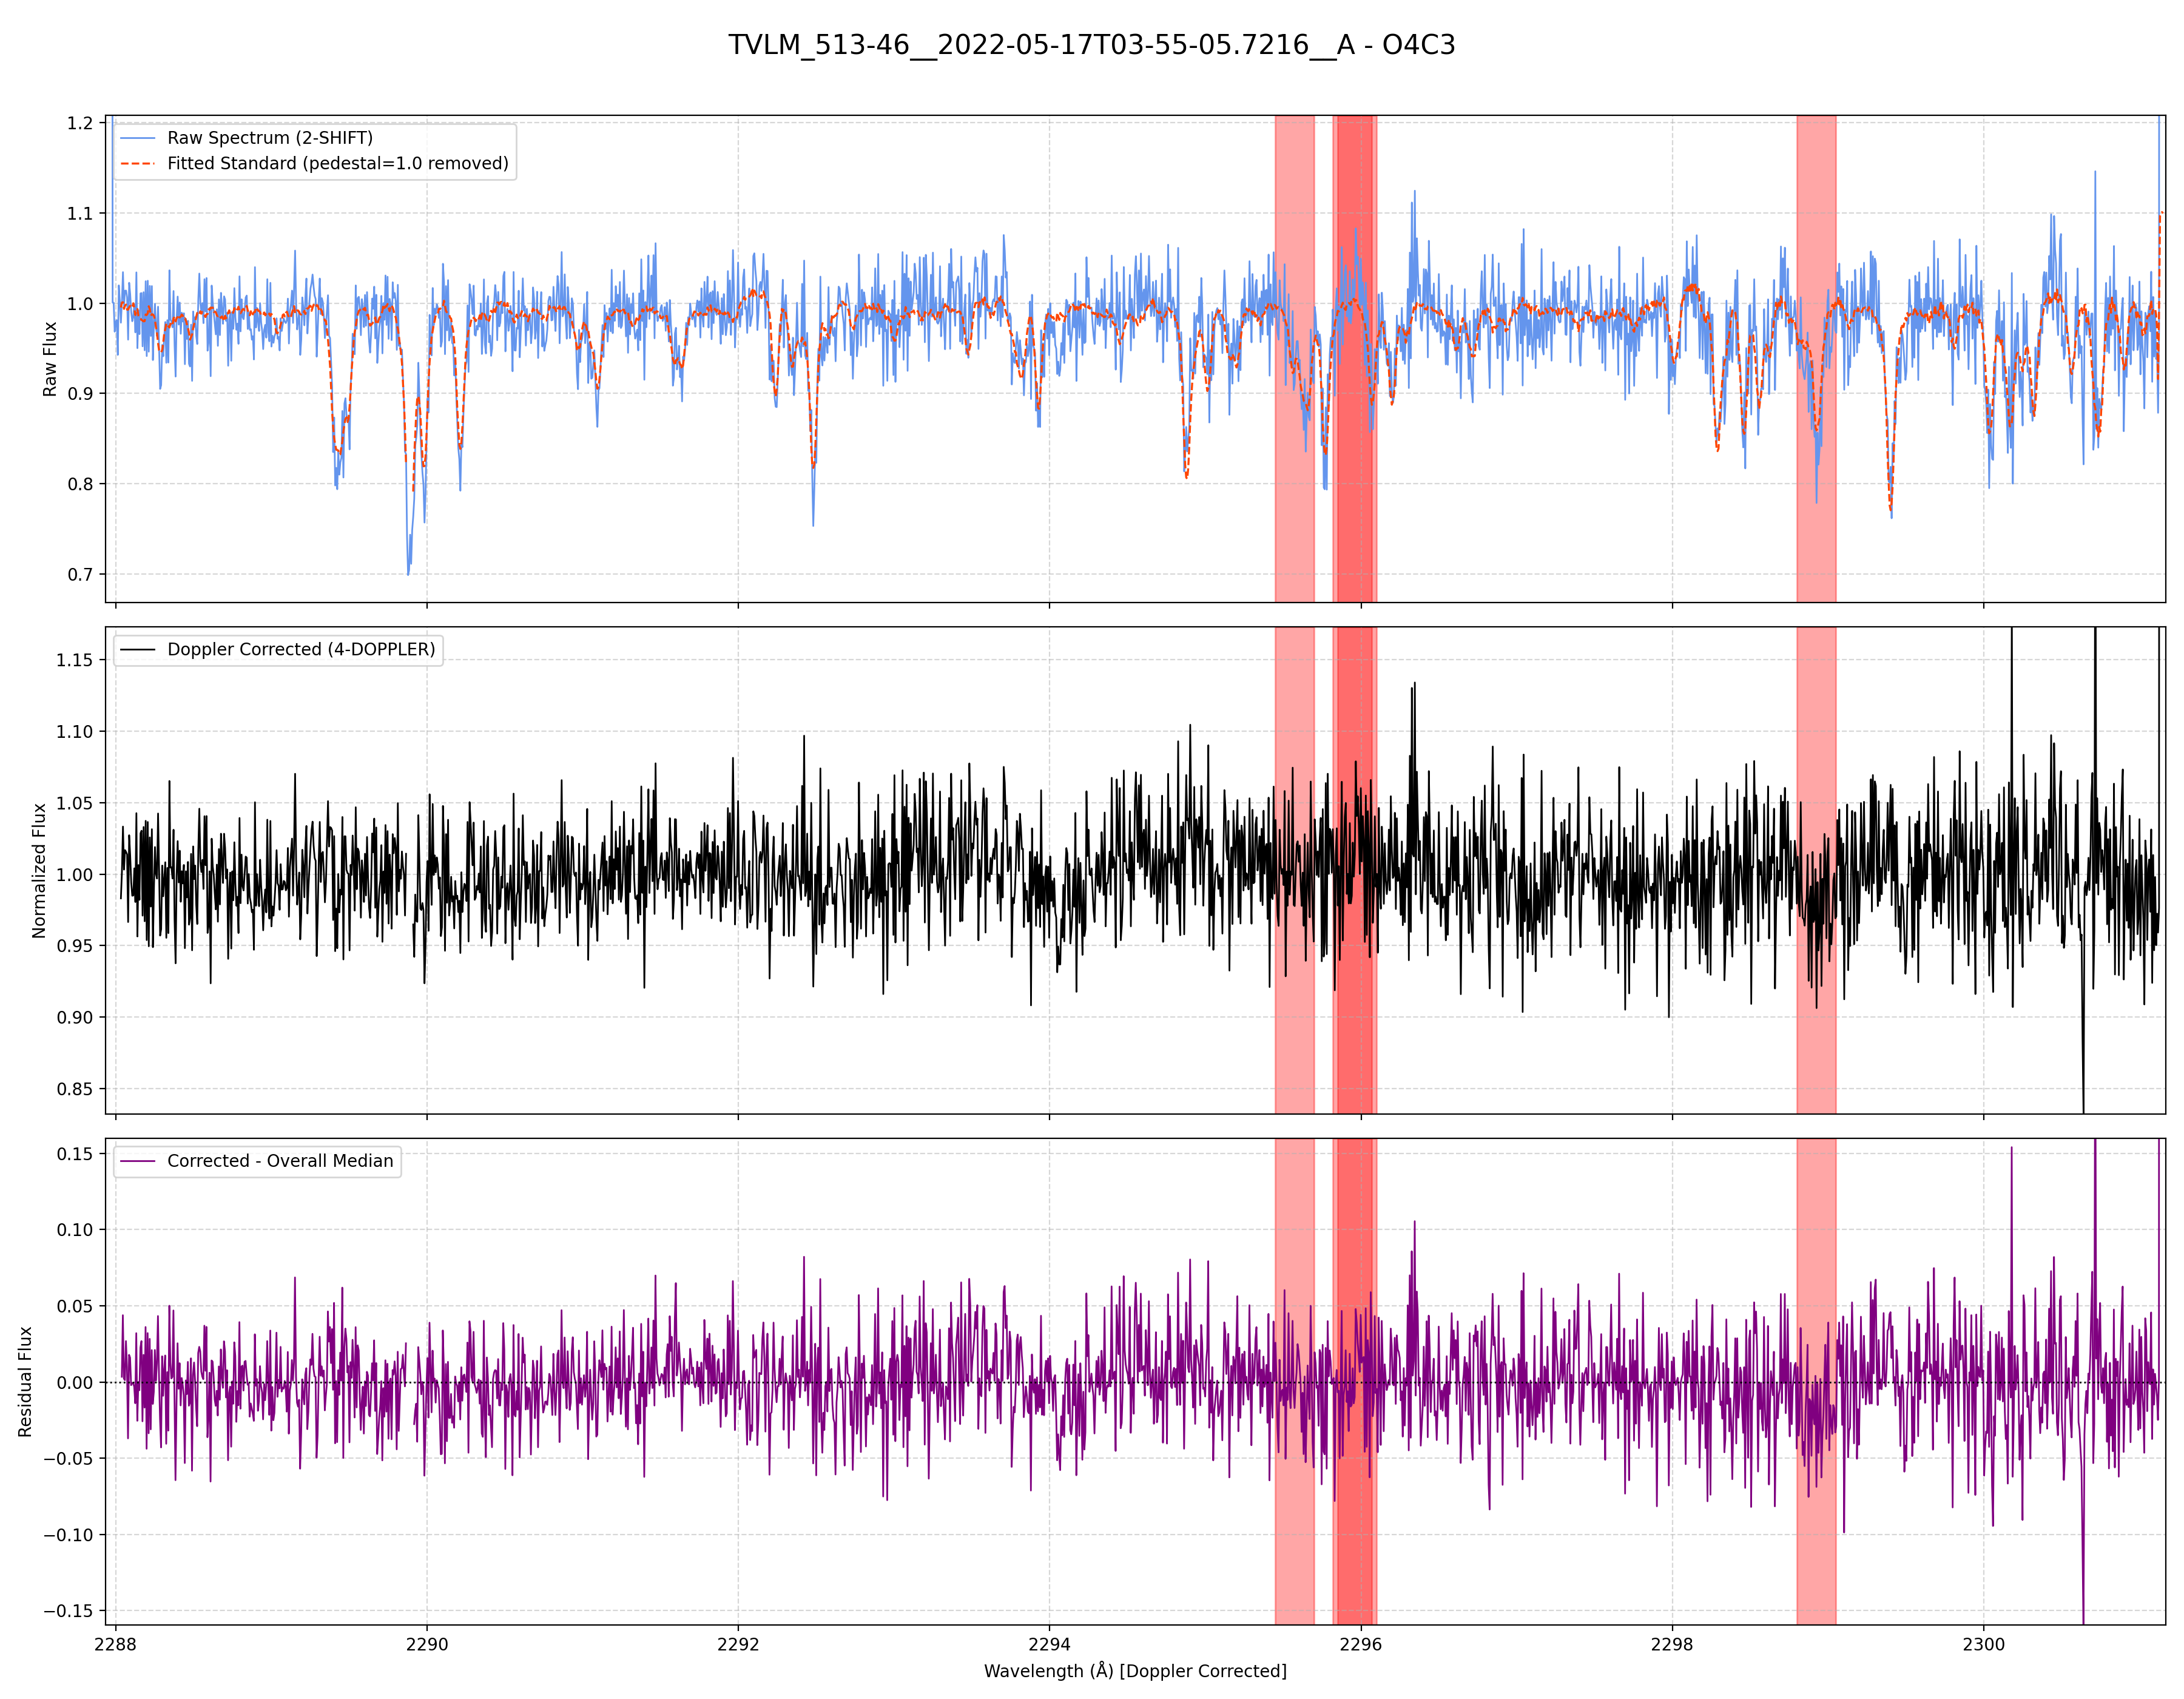 TVLM_513-46__2022-05-17T03-55-05.7216__A - O4C3
Raw Spectrum (2-SHIFT)
Fitted Standard (pedestal=1.0 removed)
1.2
1.1
1.0
0.9
0.8
0.7
Raw Flux
Doppler Corrected (4-DOPPLER)
1.15
1.10
1.05
1.00
0.95
0.90
0.85
Normalized Flux
Corrected - Overall Median
0.15
0.10
0.05
0.00
−0.05
−0.10
−0.15
Residual Flux
2288 2290 2292 2294 2296 2298 2300
Wavelength (Å) [Doppler Corrected]